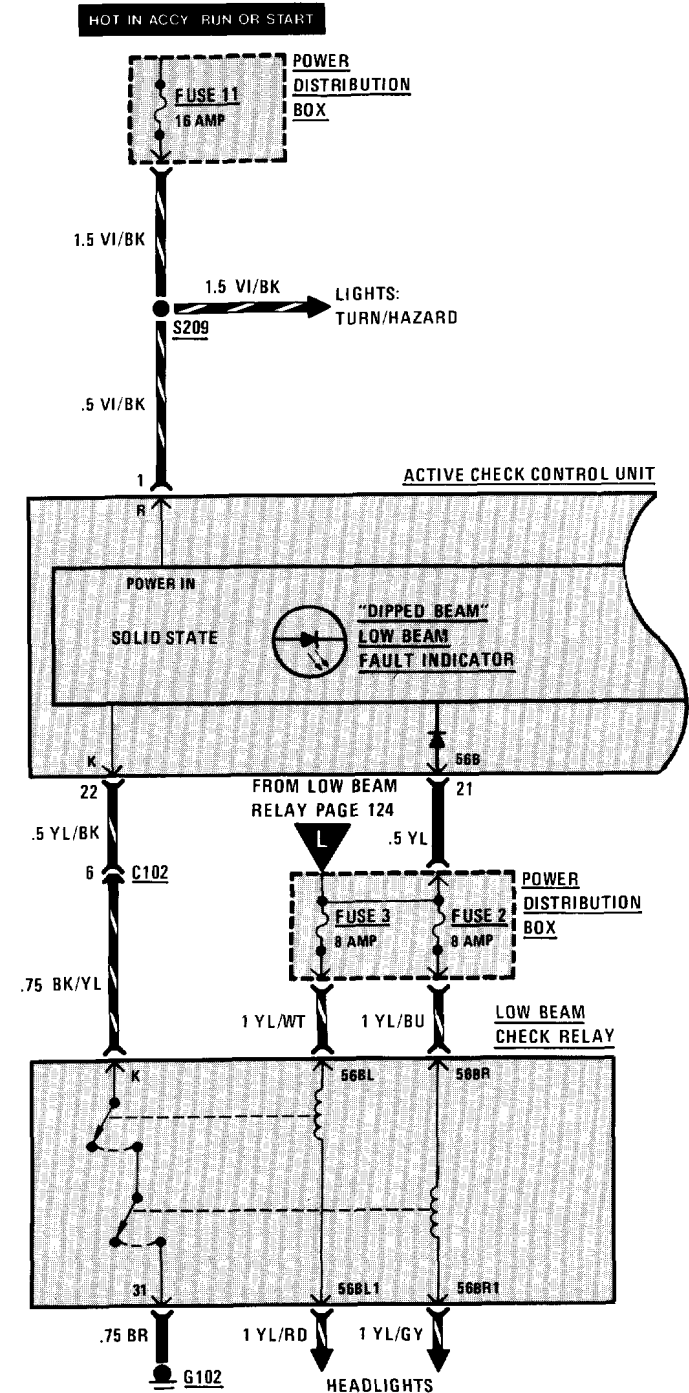 HOT IN ACCY RUN OR START
POWER
DISTRIBUTION
BOX
FUSE 11
16 AMP
1.5 VI/BK
1.5 VI/BK
LIGHTS:
TURN/HAZARD
S209
.5 VI/BK
1
ACTIVE CHECK CONTROL UNIT
R
POWER IN
SOLID STATE
"DIPPED BEAM"
LOW BEAM
FAULT INDICATOR
K
56B
22
FROM LOW BEAM
RELAY PAGE 124
21
.5 YL/BK
L
.5 YL
6
C102
POWER
DISTRIBUTION
BOX
FUSE 3
8 AMP
FUSE 2
8 AMP
.75 BK/YL
1 YL/WT
1 YL/BU
LOW BEAM
CHECK RELAY
K
56BL
56BR
31
56BL1
56BR1
.75 BR
1 YL/RD
1 YL/GY
G102
HEADLIGHTS